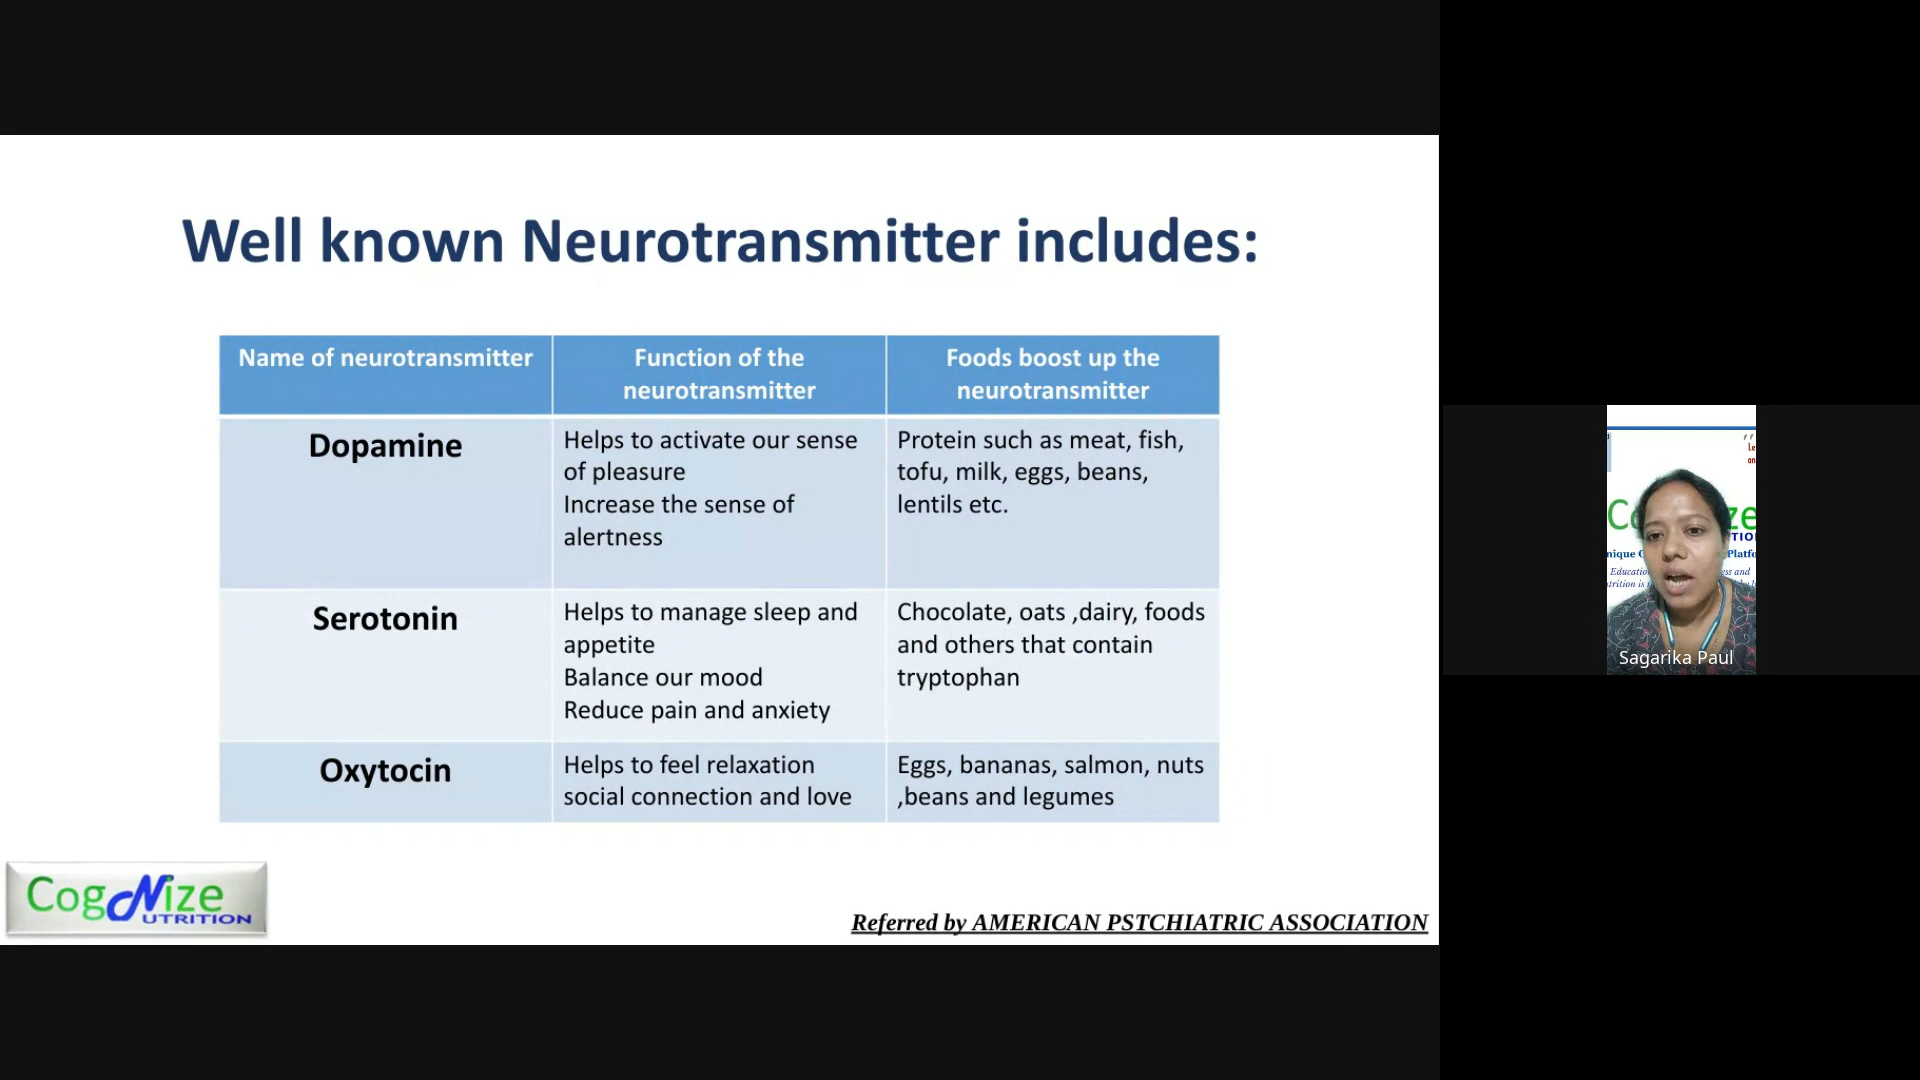 Well known Neurotransmitter includes:
Name of neurotransmitter
Function of the
neurotransmitter
Foods boost up the
neurotransmitter
Dopamine
Helps to activate our sense
of pleasure
Increase the sense of
alertness
Protein such as meat, fish,
tofu, milk, eggs, beans,
lentils etc.
Serotonin
Helps to manage sleep and
appetite
Balance our mood
Reduce pain and anxiety
Chocolate, oats ,dairy, foods
and others that contain
tryptophan
Oxytocin
Helps to feel relaxation
social connection and love
Eggs, bananas, salmon, nuts
,beans and legumes
CogNize
UTRITION
Referred by AMERICAN PSTCHIATRIC ASSOCIATION
Sagarika Paul